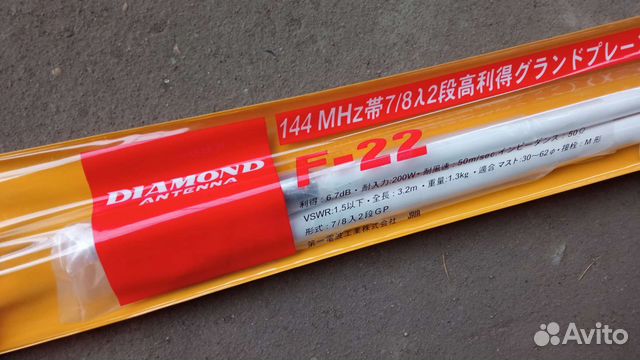 144 MHz帯7/8λ2段高利得グランドプレーン
DIAMOND
ANTENNA
F-22
利得:6.7dB・耐入力:200W・耐風速:50m/sec.インピーダンス:50Ω
VSWR:1.5以下・全長:3.2m・重量:1.3kg・適合マスト:30~62φ・接栓:M形
形式:7/8λ2段GP
第一電波工業株式会社
Avito